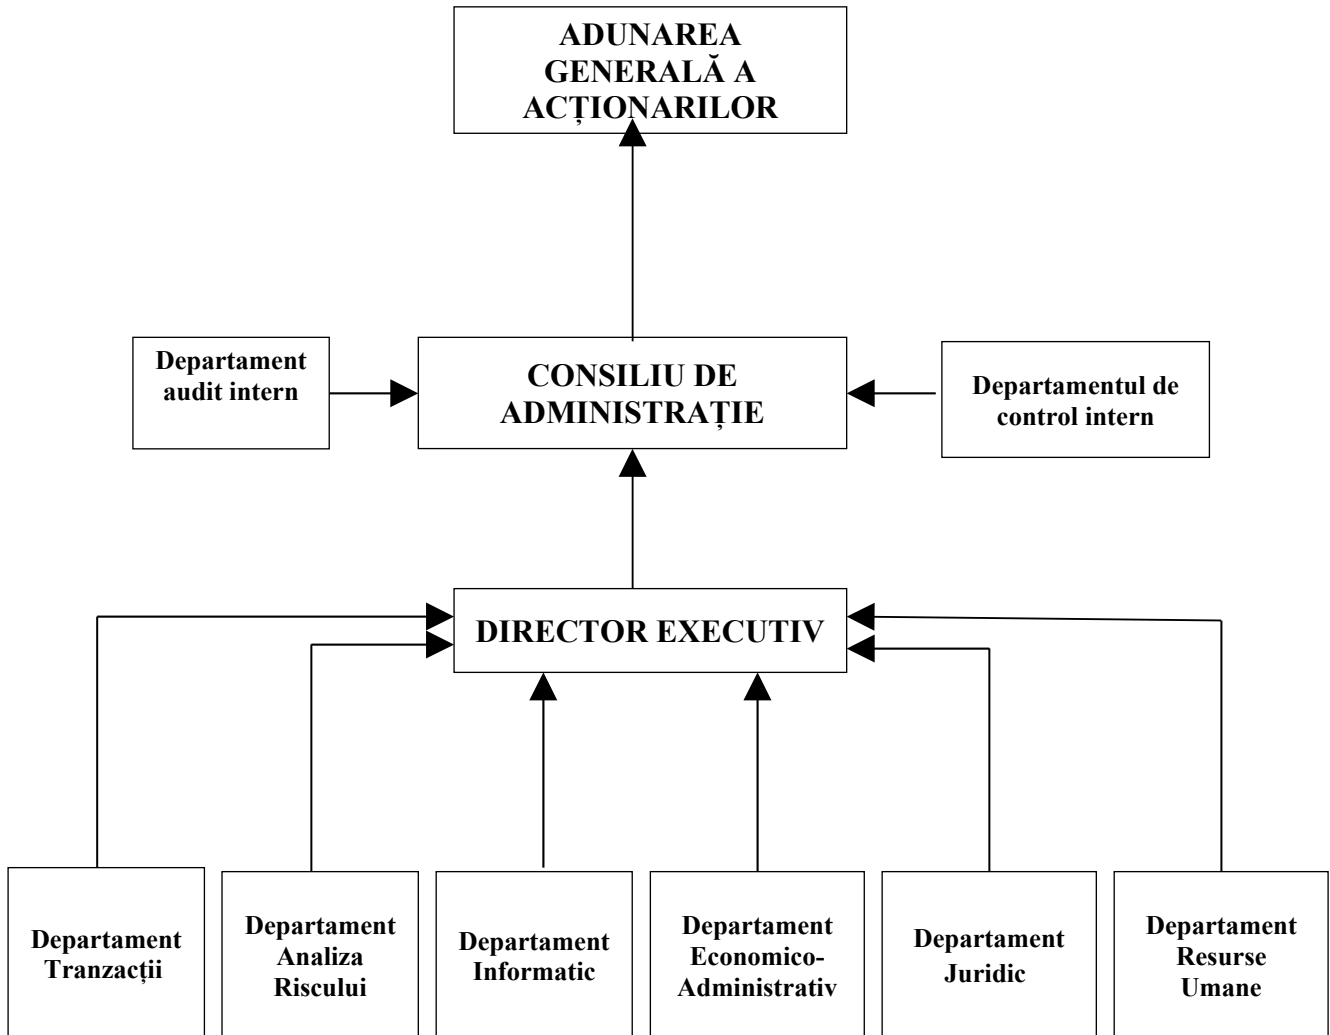 ADUNAREA
GENERALĂ A
ACȚIONARILOR
Departament
audit intern
CONSILIU DE
ADMINISTRAȚIE
Departamentul de
control intern
DIRECTOR EXECUTIV
Departament
Tranzacții
Departament
Analiza
Riscului
Departament
Informatic
Departament
Economico-
Administrativ
Departament
Juridic
Departament
Resurse
Umane